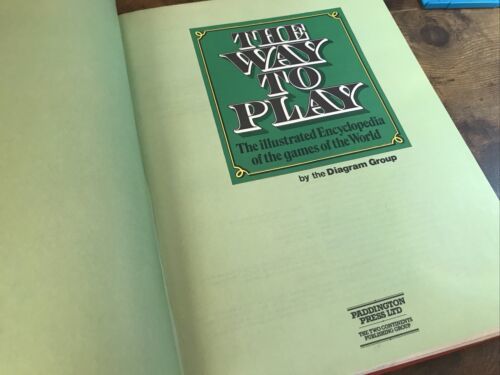 THE
WAY
TO
PLAY
The illustrated Encyclopedia
of the games of the World
by the Diagram Group
PADDINGTON
PRESS LTD
THE TWO CONTINENTS
PUBLISHING GROUP